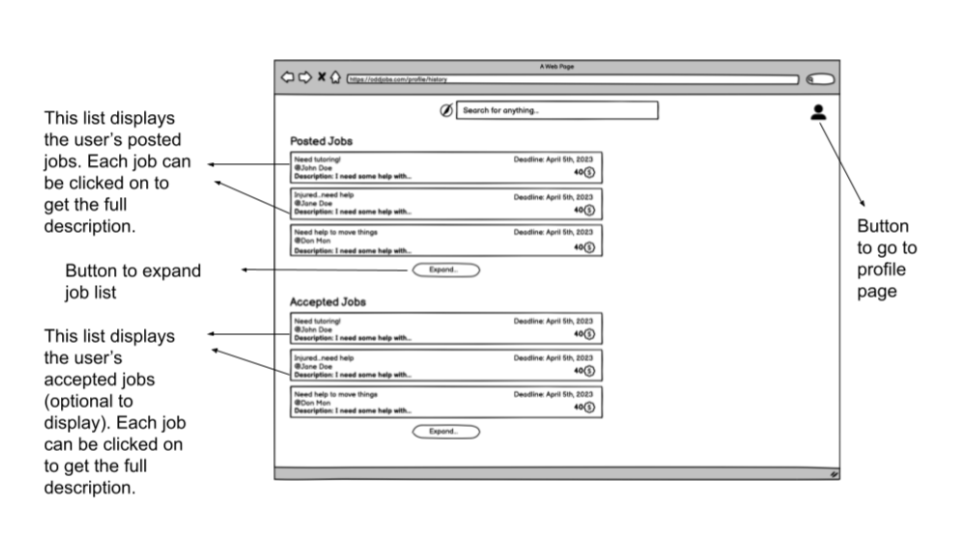 A Web Page
https://oddjobs.com/profile/history
Search for anything..
This list displays
the user's posted
jobs. Each job can
be clicked on to
get the full
description.
Posted Jobs
Need tutoring!
@John Doe
Description: I need some help with...
Deadline: April 5th, 2023
40 $
Injured..need help
@Jane Doe
Description: I need some help with...
Deadline: April 5th, 2023
40 $
Need help to move things
@Don Mon
Description: I need some help with...
Deadline: April 5th, 2023
40 $
Button to expand
job list
Expand..
Button
to go to
profile
page
Accepted Jobs
This list displays
the user's
accepted jobs
(optional to
display). Each job
can be clicked on
to get the full
description.
Need tutoring!
@John Doe
Description: I need some help with...
Deadline: April 5th, 2023
40 $
Injured..need help
@Jane Doe
Description: I need some help with...
Deadline: April 5th, 2023
40 $
Need help to move things
@Don Mon
Description: I need some help with...
Deadline: April 5th, 2023
40 $
Expand..